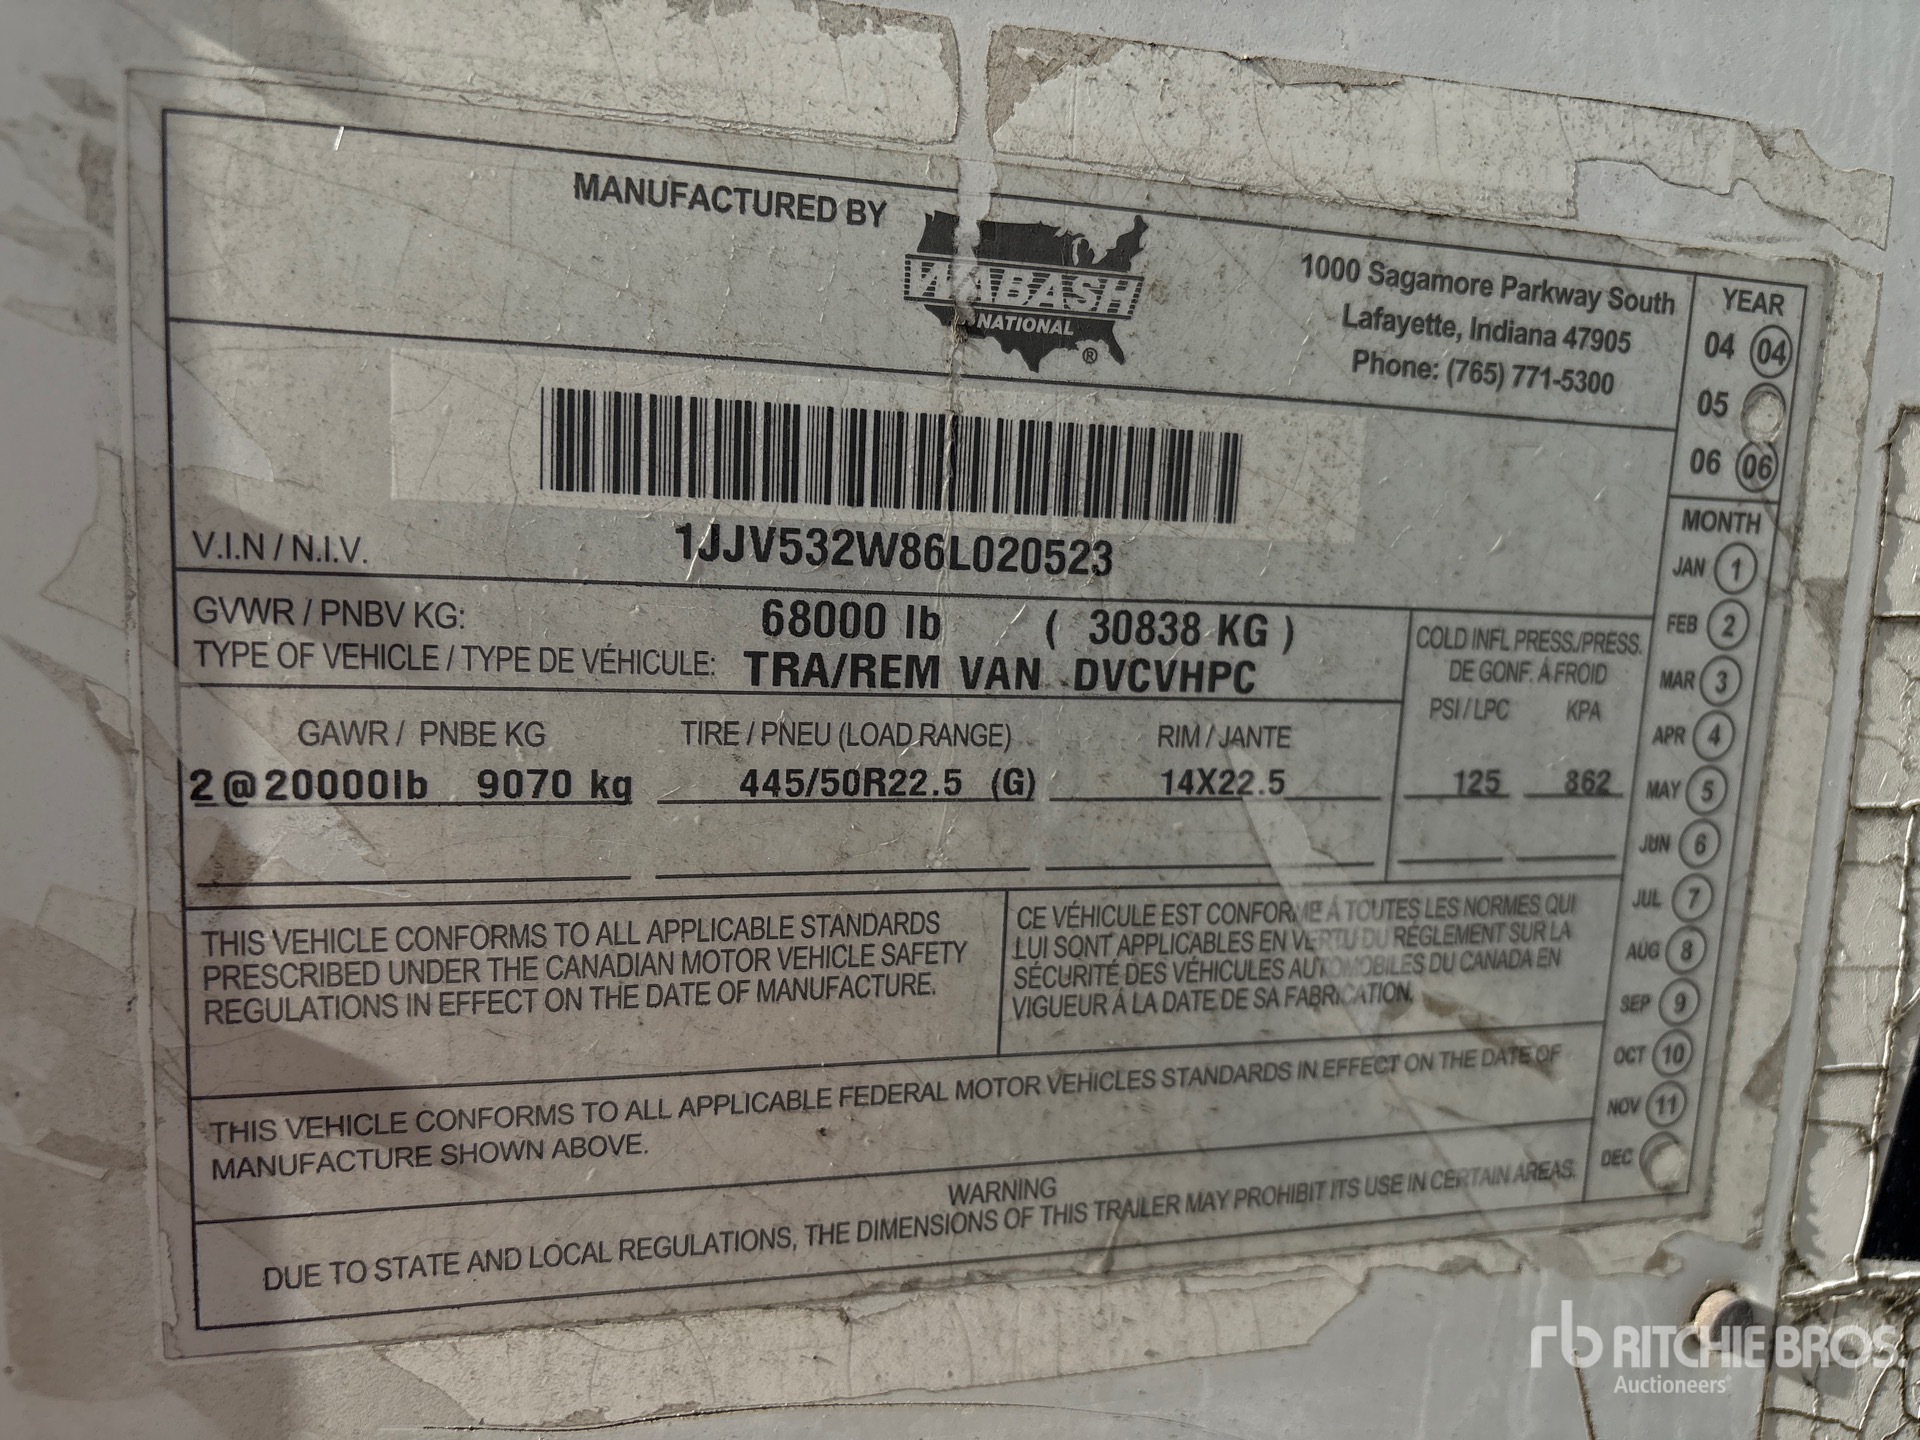 MANUFACTURED BY
WABASH
NATIONAL
®
1000 Sagamore Parkway South
Lafayette, Indiana 47905
Phone: (765) 771-5300
V.I.N / N.I.V.
1JJV532W86L020523
GVWR / PNBV KG: 68000 lb ( 30838 KG )
TYPE OF VEHICLE / TYPE DE VÉHICULE: TRA/REM VAN DVCVHPC
COLD INFL PRESS./PRESS.
DE GONF. À FROID
PSI / LPC KPA
GAWR / PNBE KG TIRE / PNEU (LOAD RANGE) RIM / JANTE
2@20000lb 9070 kg 445/50R22.5 (G) 14X22.5 125 862
THIS VEHICLE CONFORMS TO ALL APPLICABLE STANDARDS
PRESCRIBED UNDER THE CANADIAN MOTOR VEHICLE SAFETY
REGULATIONS IN EFFECT ON THE DATE OF MANUFACTURE.
CE VÉHICULE EST CONFORME À TOUTES LES NORMES QUI
LUI SONT APPLICABLES EN VERTU DU RÈGLEMENT SUR LA
SÉCURITÉ DES VÉHICULES AUTOMOBILES DU CANADA EN
VIGUEUR À LA DATE DE SA FABRICATION.
THIS VEHICLE CONFORMS TO ALL APPLICABLE FEDERAL MOTOR VEHICLES STANDARDS IN EFFECT ON THE DATE OF
MANUFACTURE SHOWN ABOVE.
WARNING
DUE TO STATE AND LOCAL REGULATIONS, THE DIMENSIONS OF THIS TRAILER MAY PROHIBIT ITS USE IN CERTAIN AREAS.
YEAR
04 04
05
06 06
MONTH
JAN 1
FEB 2
MAR 3
APR 4
MAY 5
JUN 6
JUL 7
AUG 8
SEP 9
OCT 10
NOV 11
DEC
rb RITCHIE BROS.
Auctioneers